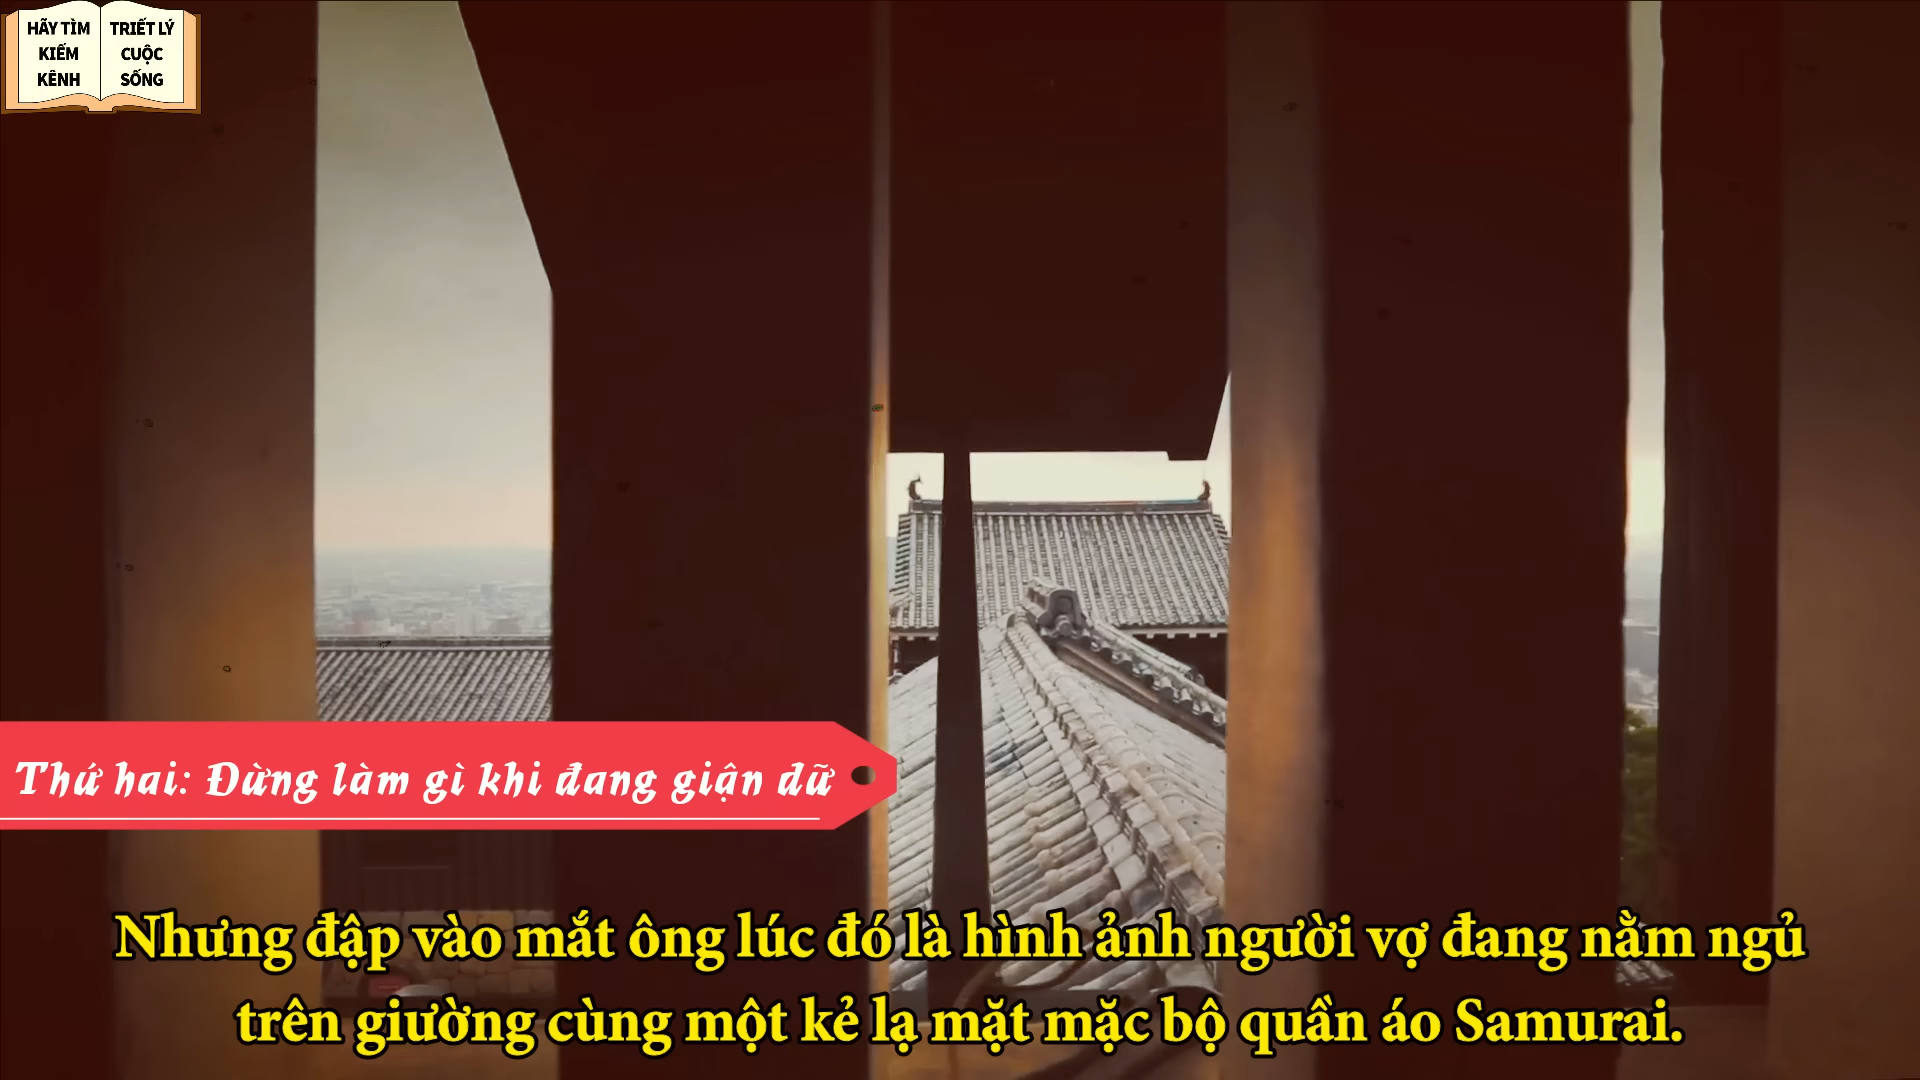 HÃY TÌM
KIẾM
KÊNH
TRIẾT LÝ
CUỘC
SỐNG
Thứ hai: Đừng làm gì khi đang giận dữ
Nhưng đập vào mắt ông lúc đó là hình ảnh người vợ đang nằm ngủ
trên giường cùng một kẻ lạ mặt mặc bộ quần áo Samurai.